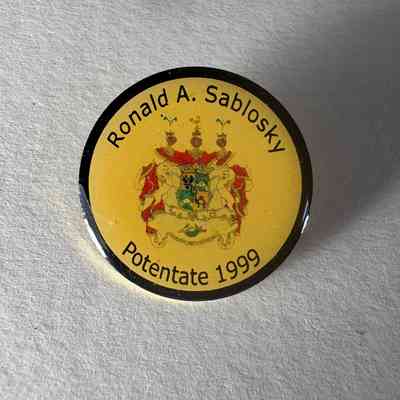 Ronald A. Sablosky
Potentate 1999